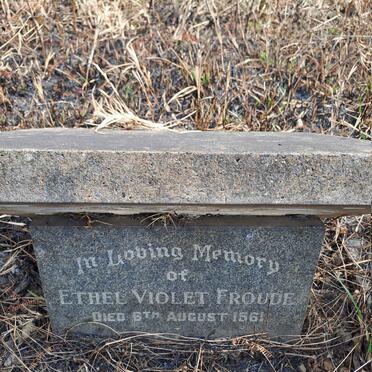 In Loving Memory
of
ETHEL VIOLET FROUDE
DIED 6TH AUGUST 1961